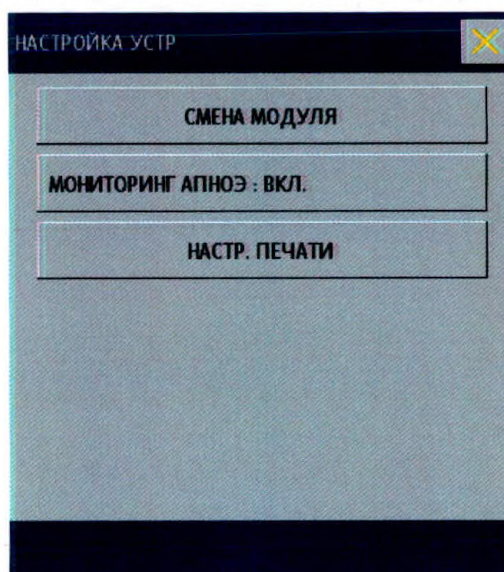 НАСТРОЙКА УСТР
СМЕНА МОДУЛЯ
МОНИТОРИНГ АПНОЭ : ВКЛ.
НАСТР. ПЕЧАТИ